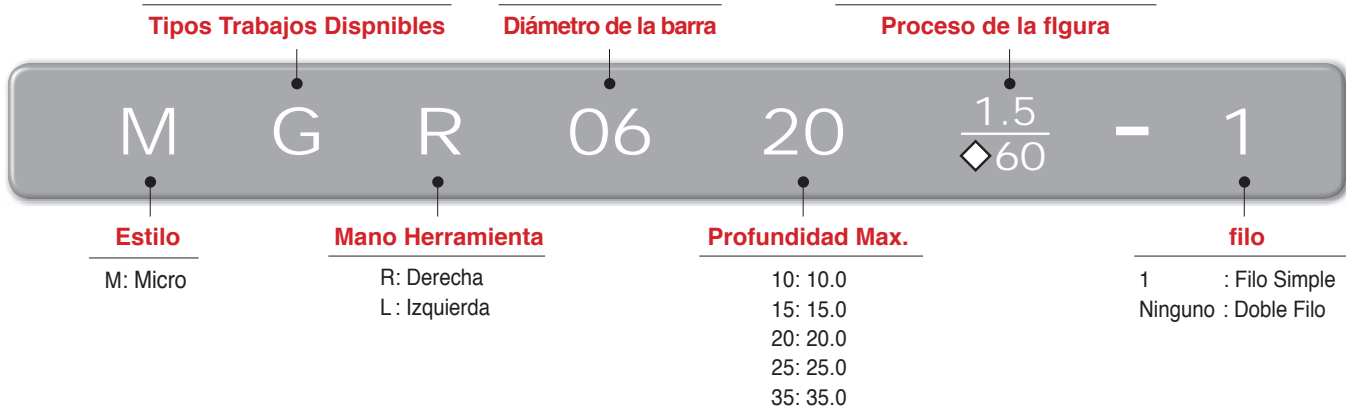 Tipos Trabajos Dispnibles Diámetro de la barra Proceso de la fIgura
M G R 06 20 1.5/◇60 - 1
Estilo Mano Herramienta Profundidad Max. filo
M: Micro R: Derecha 10: 10.0 1 : Filo Simple
L : Izquierda 15: 15.0 Ninguno : Doble Filo
20: 20.0
25: 25.0
35: 35.0